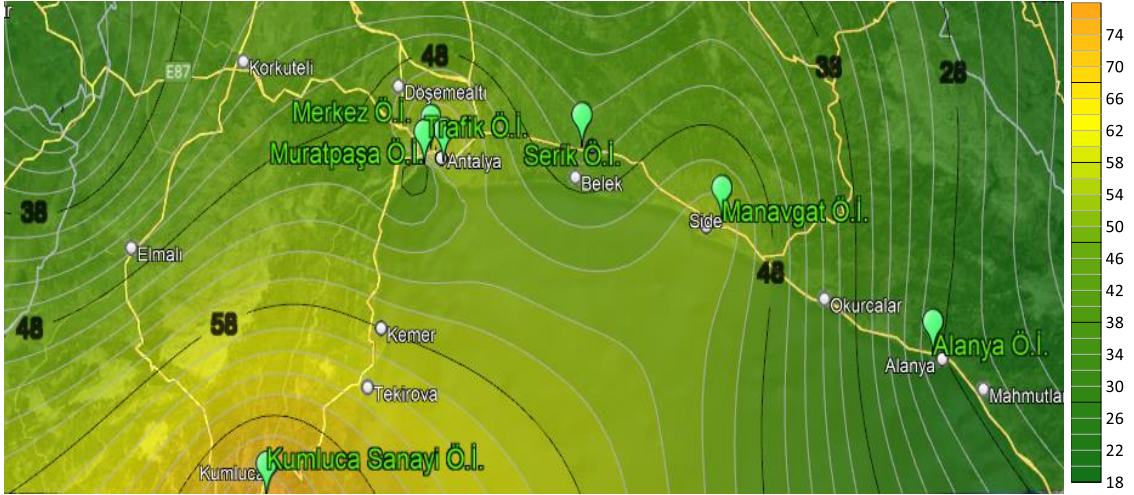 r
48
38
28
74
70
66
62
58
54
50
46
42
38
34
30
26
22
18
E87
Korkuteli
Döşemealtı
Merkez Ö.İ.
Trafik Ö.İ.
Muratpaşa Ö.İ.
Antalya
Serik Ö.İ.
Belek
38
Side
Manavgat Ö.İ.
Elmalı
48
Okurcalar
48
58
Kemer
Alanya Ö.İ.
Alanya
Tekirova
Mahmutlar
Kumluca Sanayi Ö.İ.
Kumluca